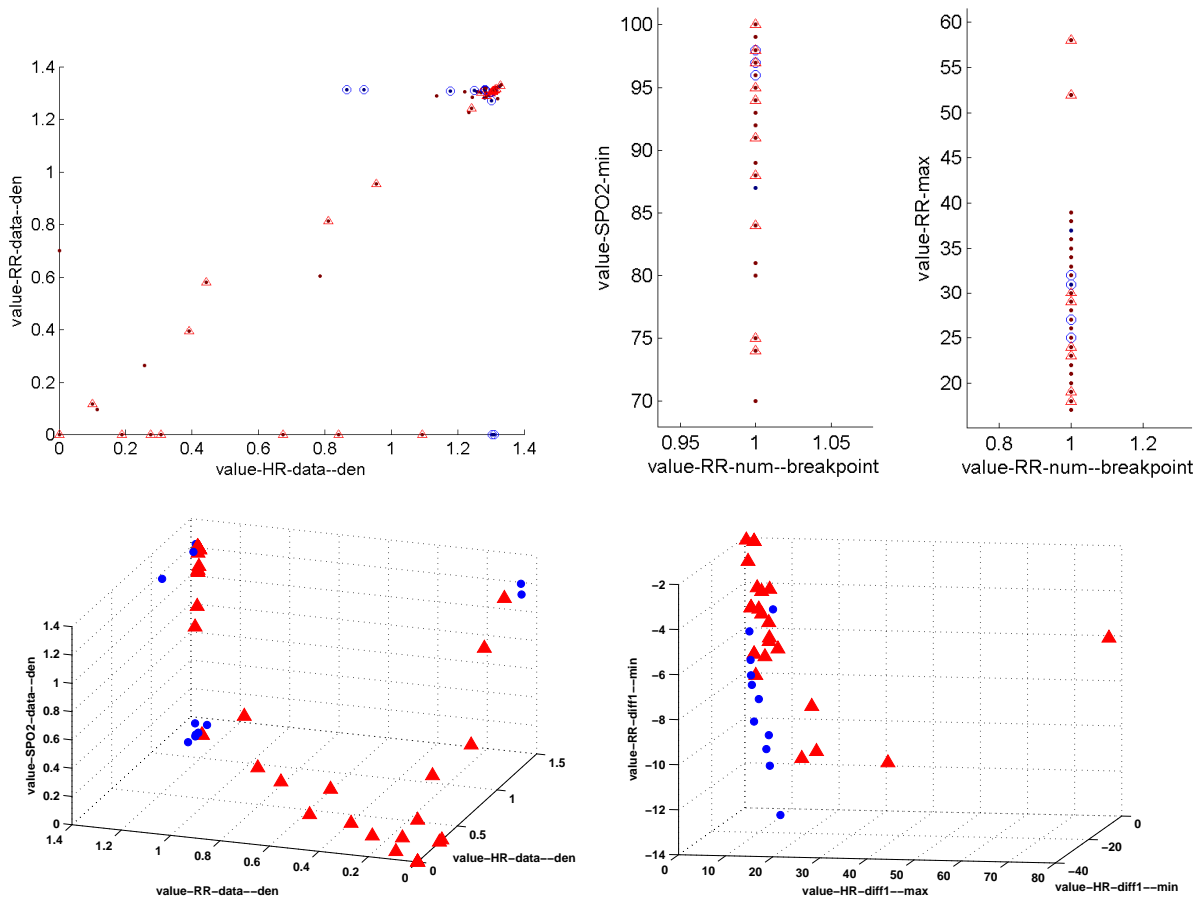 1.4
1.2
1
0.8
0.6
0.4
0.2
0
value-RR-data--den
0 0.2 0.4 0.6 0.8 1 1.2 1.4
value-HR-data--den
100
95
90
85
80
75
70
value-SPO2-min
0.95 1 1.05
value-RR-num--breakpoint
60
55
50
45
40
35
30
25
20
value-RR-max
0.8 1 1.2
value-RR-num--breakpoint
1.4
1.2
1
0.8
0.6
0.4
0.2
0
value-SPO2-data--den
1.4 1.2 1 0.8 0.6 0.4 0.2 0
value-RR-data--den
0 0.5 1 1.5
value-HR-data--den
-2
-4
-6
-8
-10
-12
-14
value-RR-diff1--min
0 10 20 30 40 50 60 70 80
value-HR-diff1--max
-40 -20 0
value-HR-diff1--min